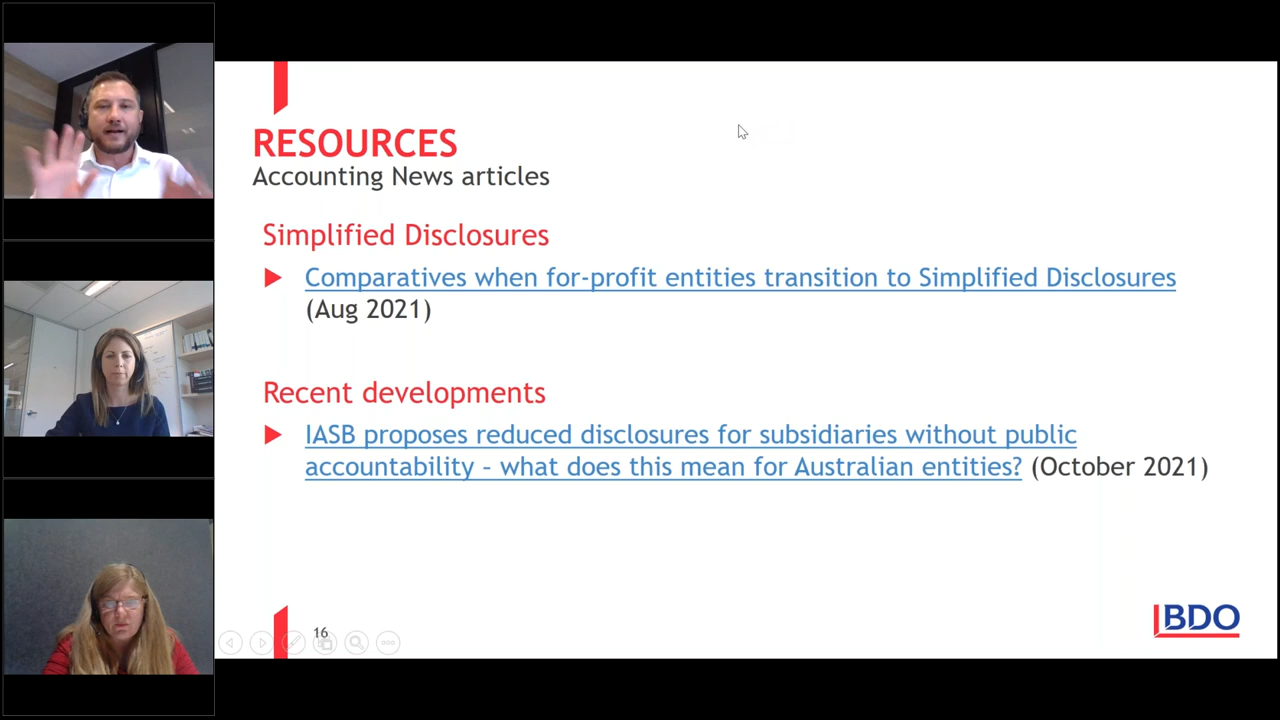 RESOURCES
Accounting News articles
Simplified Disclosures
Comparatives when for-profit entities transition to Simplified Disclosures
(Aug 2021)
Recent developments
IASB proposes reduced disclosures for subsidiaries without public
accountability – what does this mean for Australian entities? (October 2021)
16
BDO